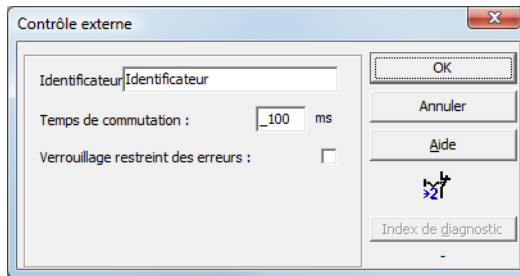 Contrôle externe
Identificateur Identificateur
Temps de commutation : _100 ms
Verrouillage restreint des erreurs :
OK
Annuler
Aide
>2
Index de diagnostic
-